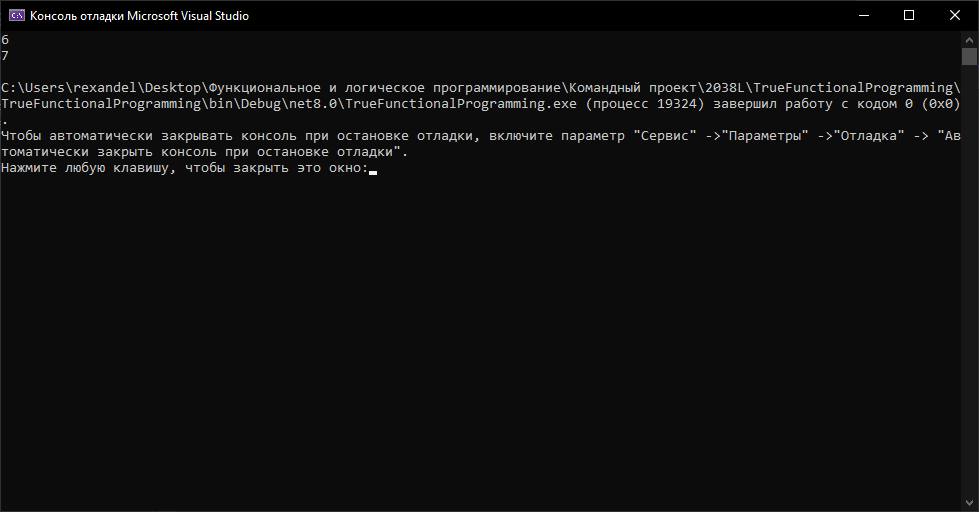 Консоль отладки Microsoft Visual Studio
6
7
C:\Users\rexandel\Desktop\Функциональное и логическое программирование\Командный проект\2038L\TrueFunctionalProgramming\
TrueFunctionalProgramming\bin\Debug\net8.0\TrueFunctionalProgramming.exe (процесс 19324) завершил работу с кодом 0 (0x0)
.
Чтобы автоматически закрывать консоль при остановке отладки, включите параметр "Сервис" ->"Параметры" ->"Отладка" -> "Ав
томатически закрыть консоль при остановке отладки".
Нажмите любую клавишу, чтобы закрыть это окно: